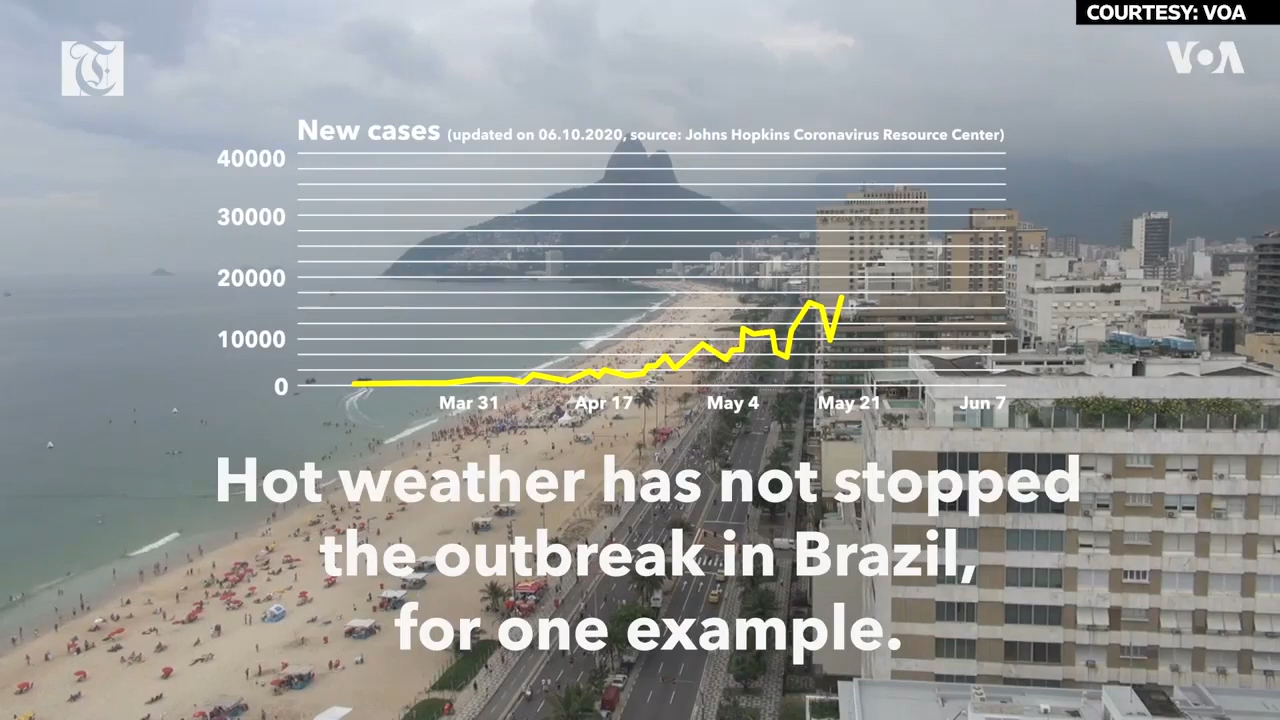 COURTESY: VOA
T
VOA
New cases (updated on 06.10.2020, source: Johns Hopkins Coronavirus Resource Center)
40000
30000
20000
10000
0
Mar 31 Apr 17 May 4 May 21 Jun 7
Hot weather has not stopped
the outbreak in Brazil,
for one example.